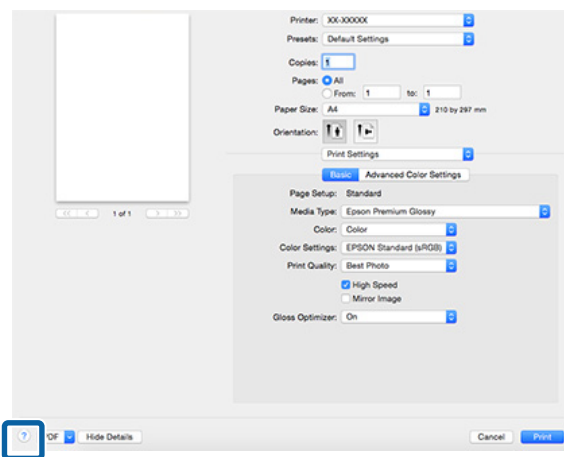 Printer: XX-XXXXX
Presets: Default Settings
Copies: 1
Pages: All
From: 1 to: 1
Paper Size: A4 210 by 297 mm
Orientation:
Print Settings
Basic Advanced Color Settings
Page Setup: Standard
Media Type: Epson Premium Glossy
1 of 1
Color: Color
Color Settings: EPSON Standard (sRGB)
Print Quality: Best Photo
High Speed
Mirror Image
Gloss Optimizer: On
? PDF Hide Details Cancel Print